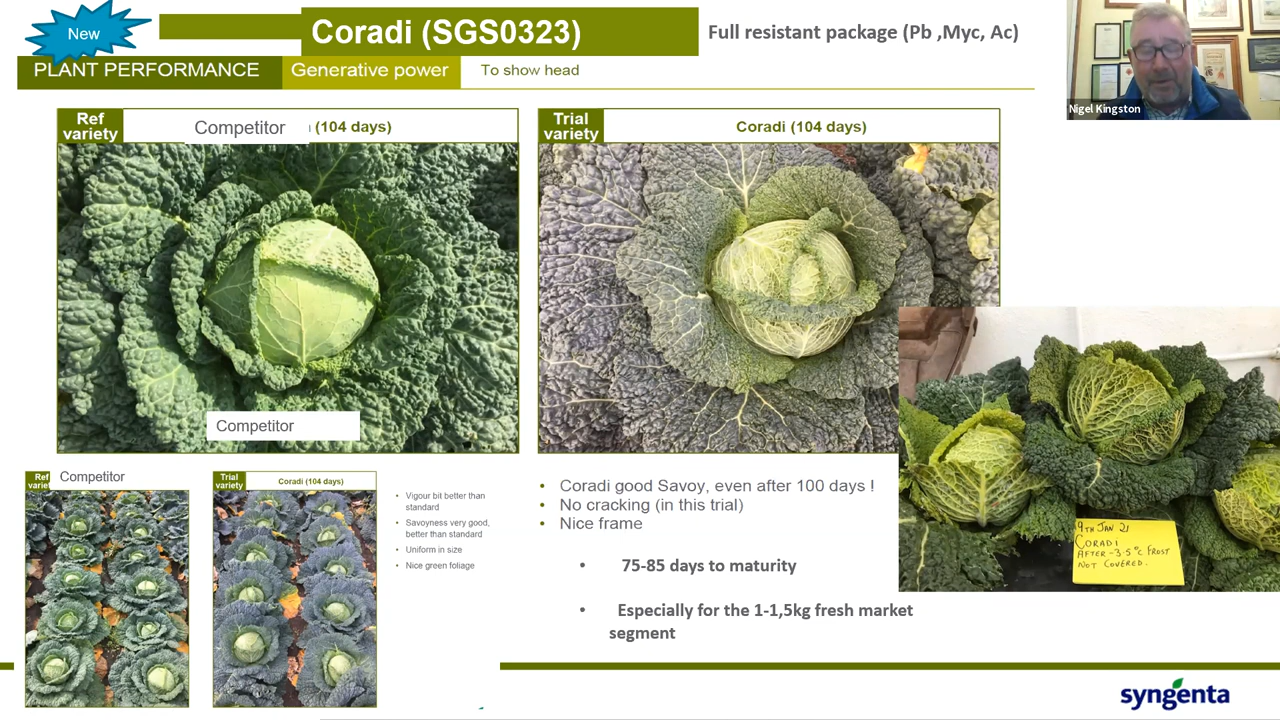 New
Coradi (SGS0323)
Full resistant package (Pb ,Myc, Ac)
PLANT PERFORMANCE
Generative power
To show head
Nigel Kingston
Ref
variety
Competitor
(104 days)
Trial
variety
Coradi (104 days)
Competitor
Ref
variet
Competitor
Trial
variety
Coradi (104 days)
• Vigour bit better than
standard
• Savoyness very good,
better than standard
• Uniform in size
• Nice green foliage
• Coradi good Savoy, even after 100 days !
• No cracking (in this trial)
• Nice frame
• 75-85 days to maturity
• Especially for the 1-1,5kg fresh market
segment
9TH JAN 21
CORADI
AFTER -3.5°C FROST
NOT COVERED.
syngenta